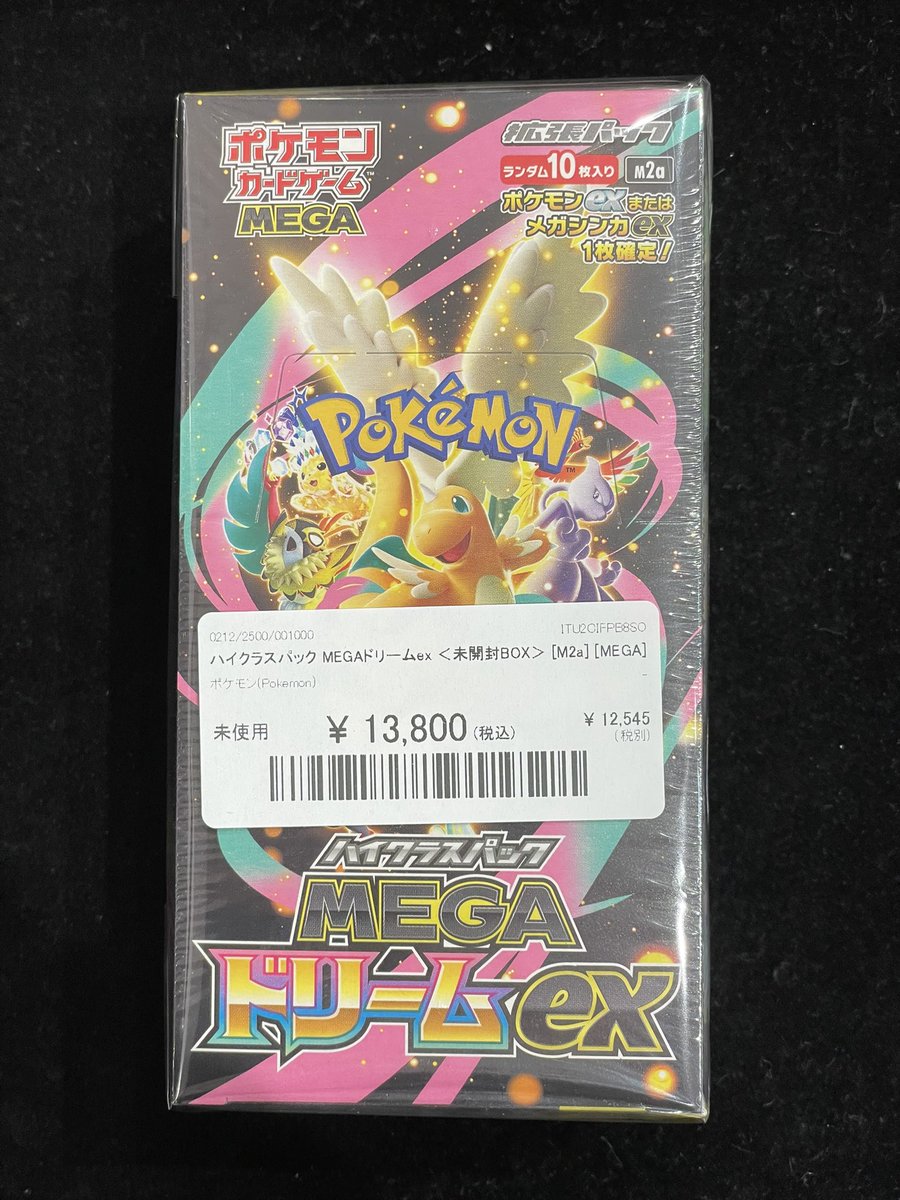 ポケモン
カードゲーム™
MEGA
拡張パック
ランダム10枚入り M2a
ポケモンexまたは
メガシンカex
1枚確定!
POKéMON™
0212/2500/001000 1TU2CIFPE8SO
ハイクラスパック MEGAドリームex <未開封BOX> [M2a] [MEGA]
ポケモン(Pokemon) -
未使用 ¥ 13,800 (税込) ¥ 12,545
(税別)
ハイクラスパック
MEGA
ドリームex